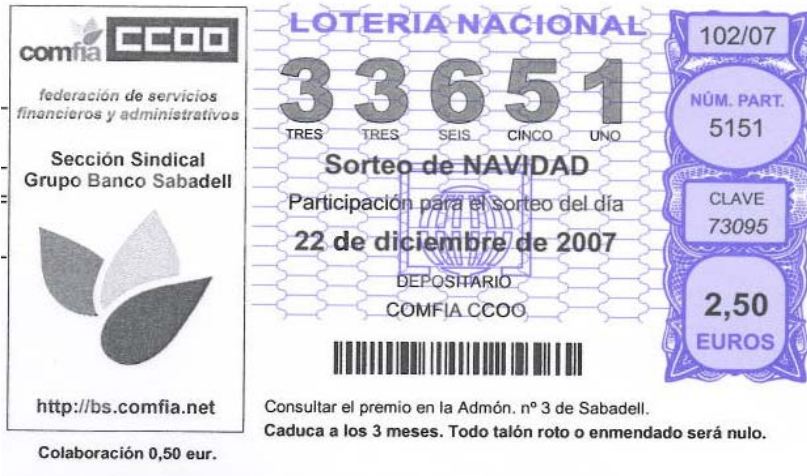 comfia CCOO
federación de servicios
financieros y administrativos
Sección Sindical
Grupo Banco Sabadell
http://bs.comfia.net
Colaboración 0,50 eur.
LOTERIA NACIONAL
33651
TRES TRES SEIS CINCO UNO
Sorteo de NAVIDAD
Participación para el sorteo del día
22 de diciembre de 2007
DEPOSITARIO
COMFIA CCOO
Consultar el premio en la Admón. nº 3 de Sabadell.
Caduca a los 3 meses. Todo talón roto o enmendado será nulo.
102/07
NÚM. PART.
5151
CLAVE
73095
2,50
EUROS